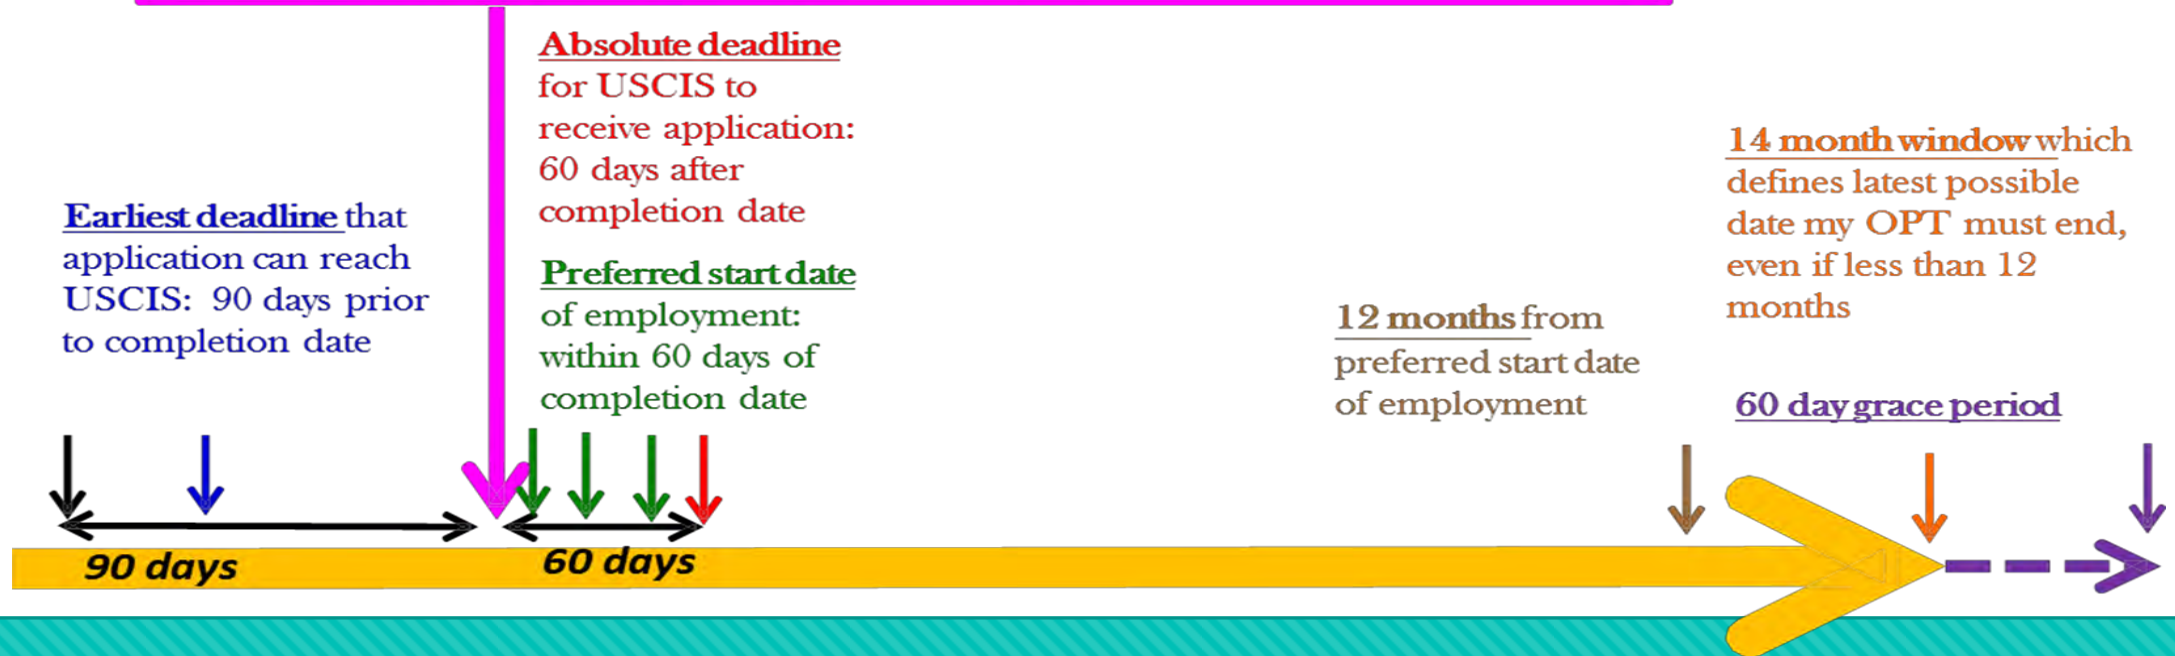 Earliest deadline that
application can reach
USCIS: 90 days prior
to completion date
Absolute deadline
for USCIS to
receive application:
60 days after
completion date
Preferred start date
of employment:
within 60 days of
completion date
12 months from
preferred start date
of employment
14 month window which
defines latest possible
date my OPT must end,
even if less than 12
months
60 day grace period
90 days
60 days